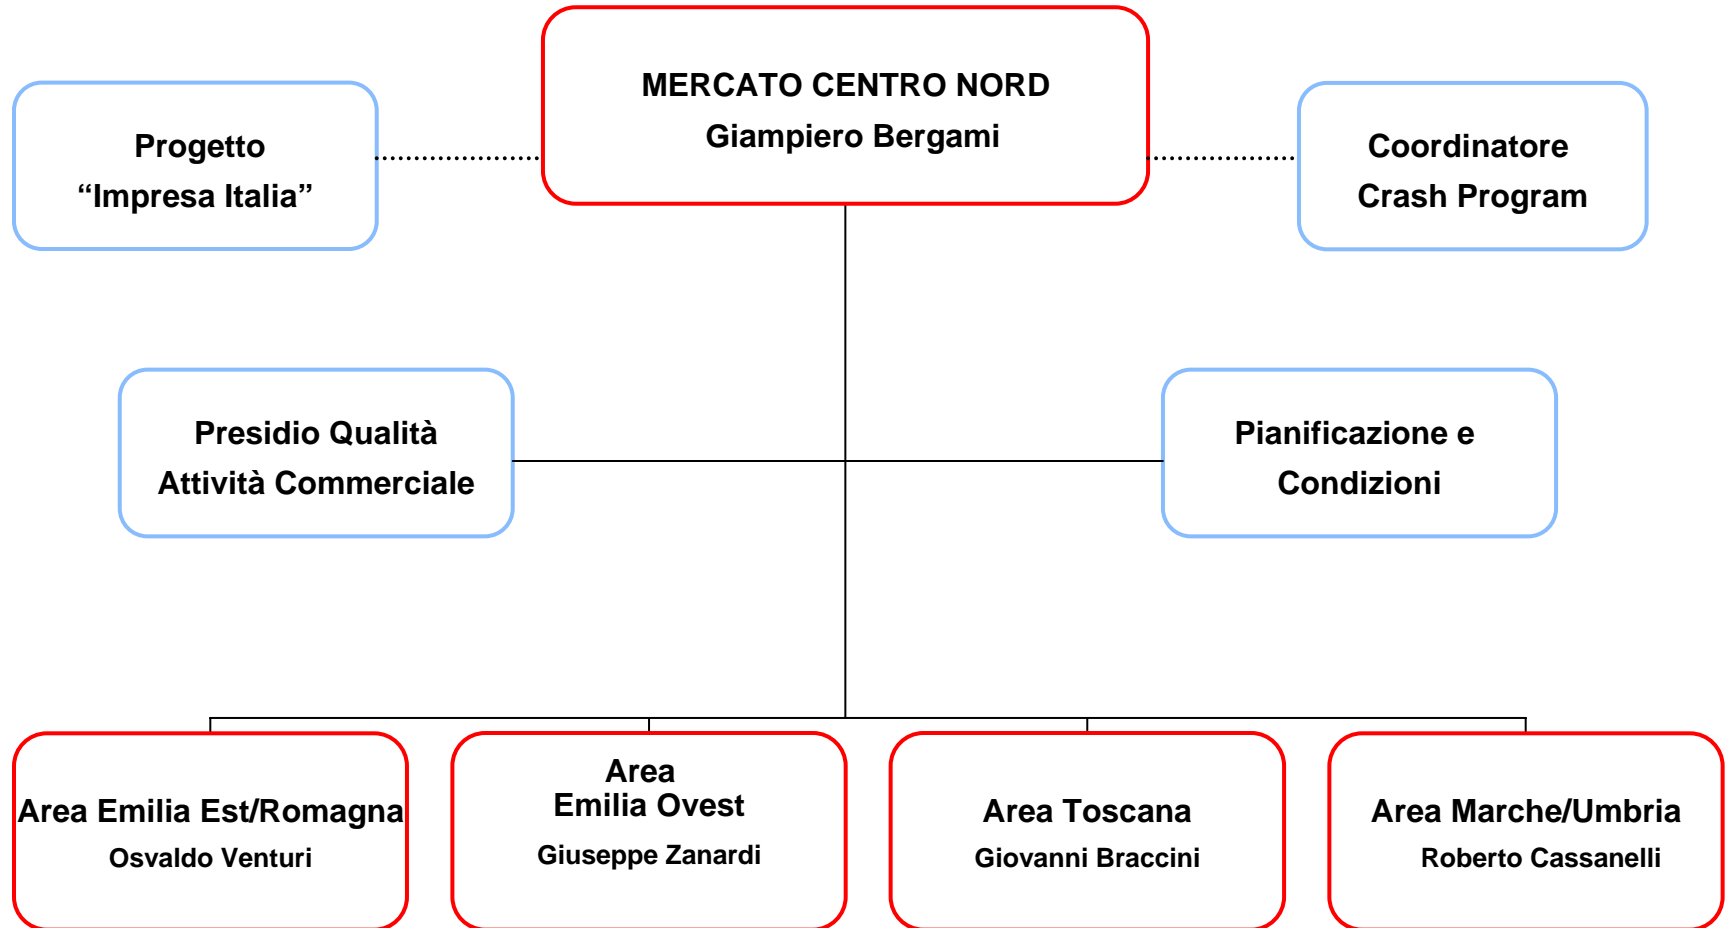 MERCATO CENTRO NORD
Giampiero Bergami
Progetto
“Impresa Italia”
Coordinatore
Crash Program
Presidio Qualità
Attività Commerciale
Pianificazione e
Condizioni
Area Emilia Est/Romagna
Osvaldo Venturi
Area
Emilia Ovest
Giuseppe Zanardi
Area Toscana
Giovanni Braccini
Area Marche/Umbria
Roberto Cassanelli